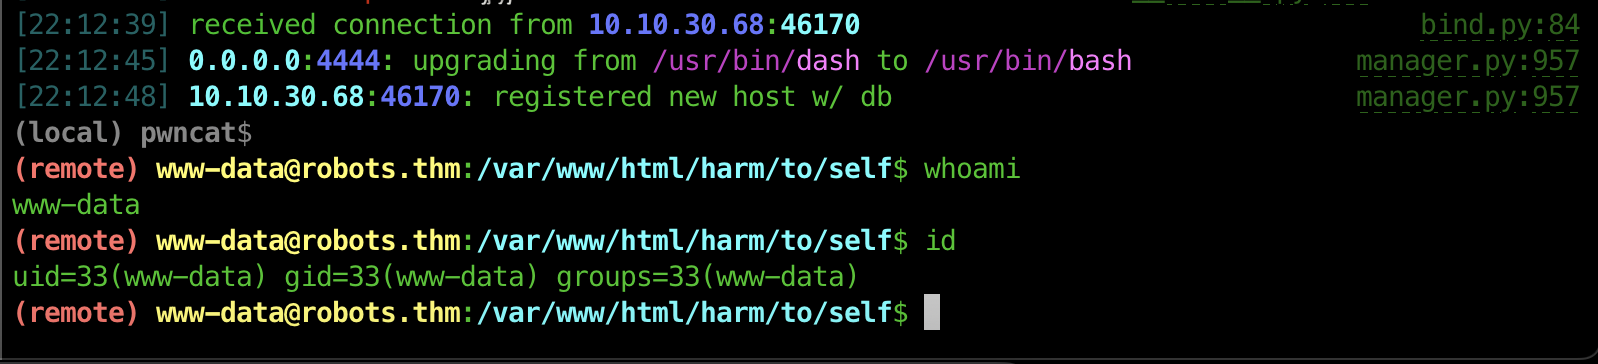 [22:12:39] received connection from 10.10.30.68:46170 bind.py:84
[22:12:45] 0.0.0.0:4444: upgrading from /usr/bin/dash to /usr/bin/bash manager.py:957
[22:12:48] 10.10.30.68:46170: registered new host w/ db manager.py:957
(local) pwncat$
(remote) www-data@robots.thm:/var/www/html/harm/to/self$ whoami
www-data
(remote) www-data@robots.thm:/var/www/html/harm/to/self$ id
uid=33(www-data) gid=33(www-data) groups=33(www-data)
(remote) www-data@robots.thm:/var/www/html/harm/to/self$